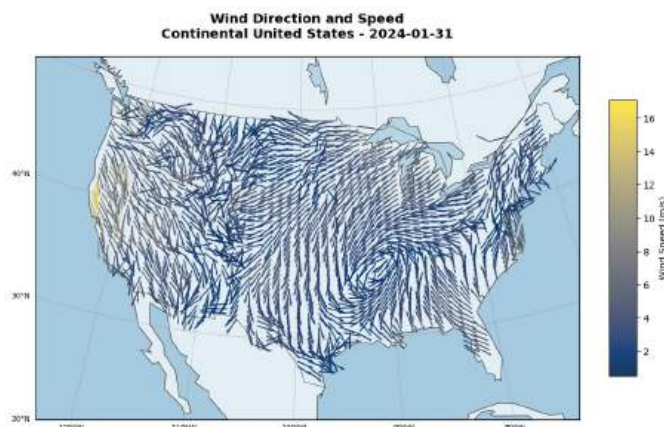 Wind Direction and Speed
Continental United States - 2024-01-31
40°N
30°N
20°N
16
14
12
10
8
6
4
2
Wind Speed (m/s)